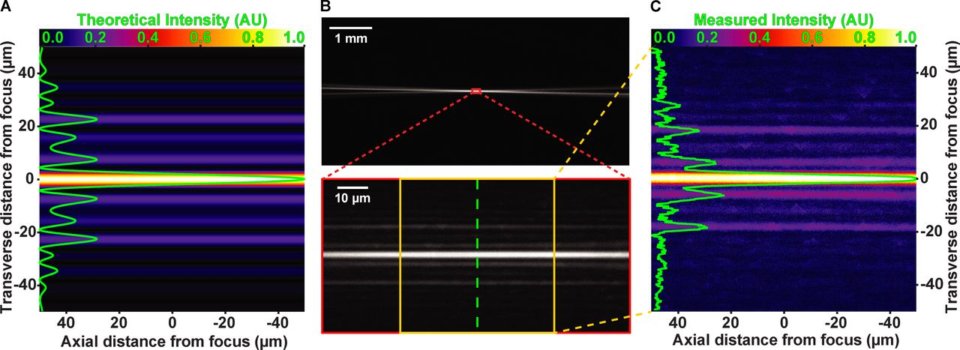 A
Theoretical Intensity (AU)
0.0 0.2 0.4 0.6 0.8 1.0
Transverse distance from focus (µm)
40
20
0
-20
-40
40 20 0 -20 -40
Axial distance from focus (µm)
B
1 mm
10 µm
C
Measured Intensity (AU)
0.0 0.2 0.4 0.6 0.8 1.0
40
20
0
-20
-40
Transverse distance from focus (µm)
40 20 0 -20 -40
Axial distance from focus (µm)